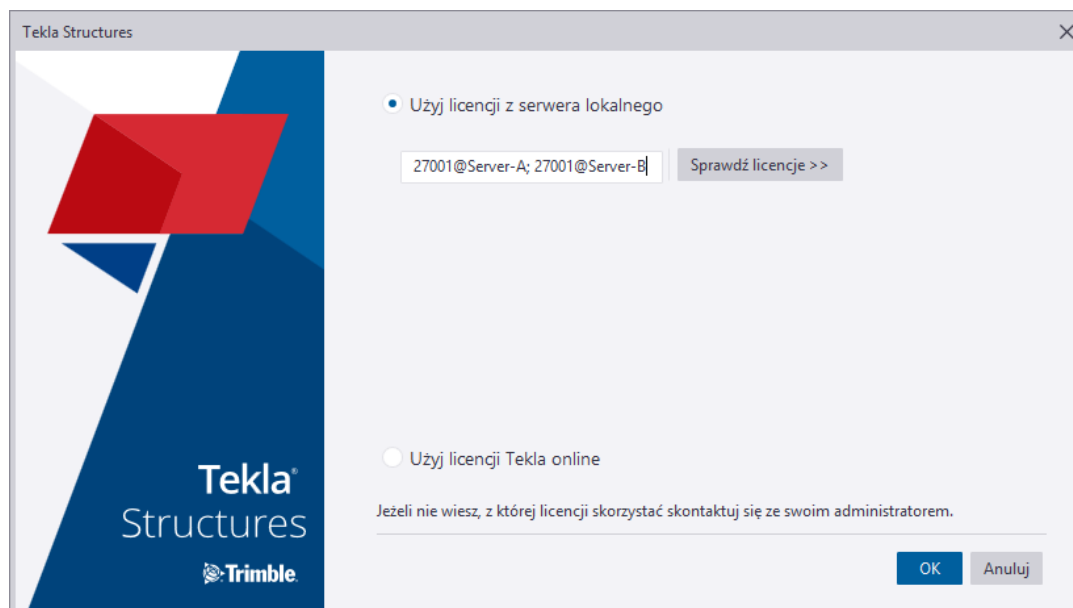 Tekla Structures
Użyj licencji z serwera lokalnego
27001@Server-A; 27001@Server-B
Sprawdź licencje >>
Użyj licencji Tekla online
Jeżeli nie wiesz, z której licencji skorzystać skontaktuj się ze swoim administratorem.
Tekla®
Structures
Trimble.
OK
Anuluj